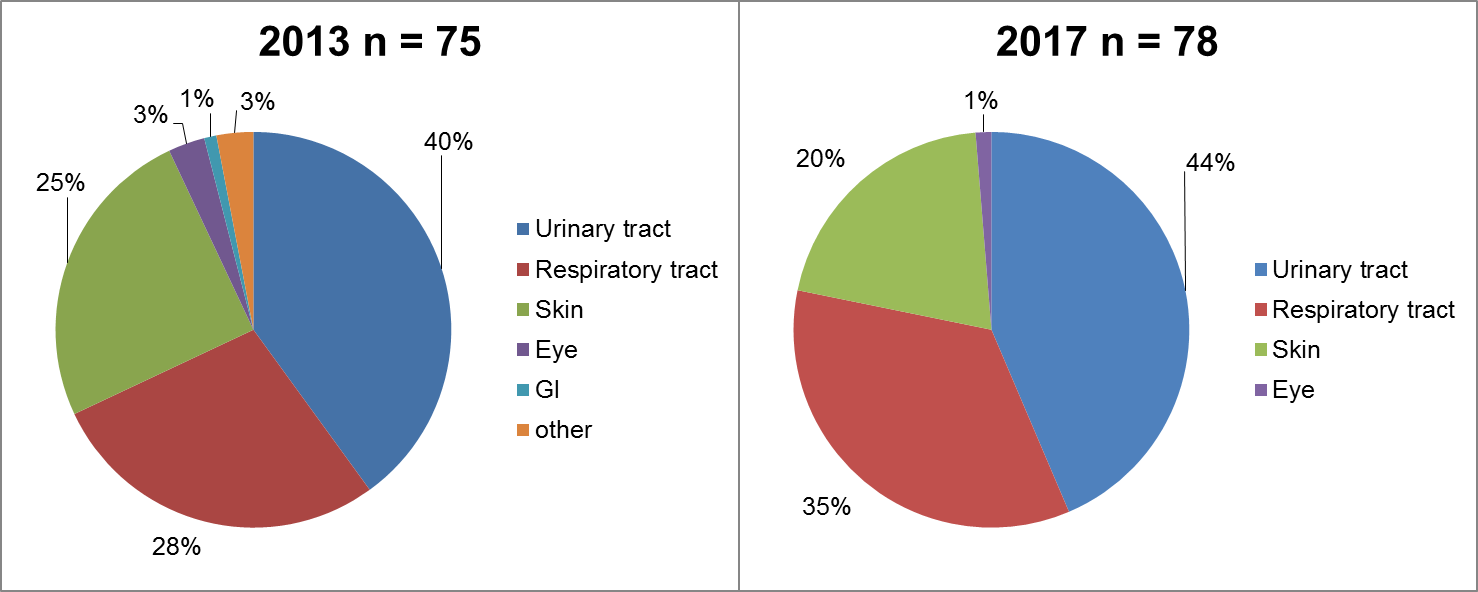 2013 n = 75
3%
1%
3%
40%
25%
28%
Urinary tract
Respiratory tract
Skin
Eye
GI
other
2017 n = 78
1%
20%
44%
35%
Urinary tract
Respiratory tract
Skin
Eye